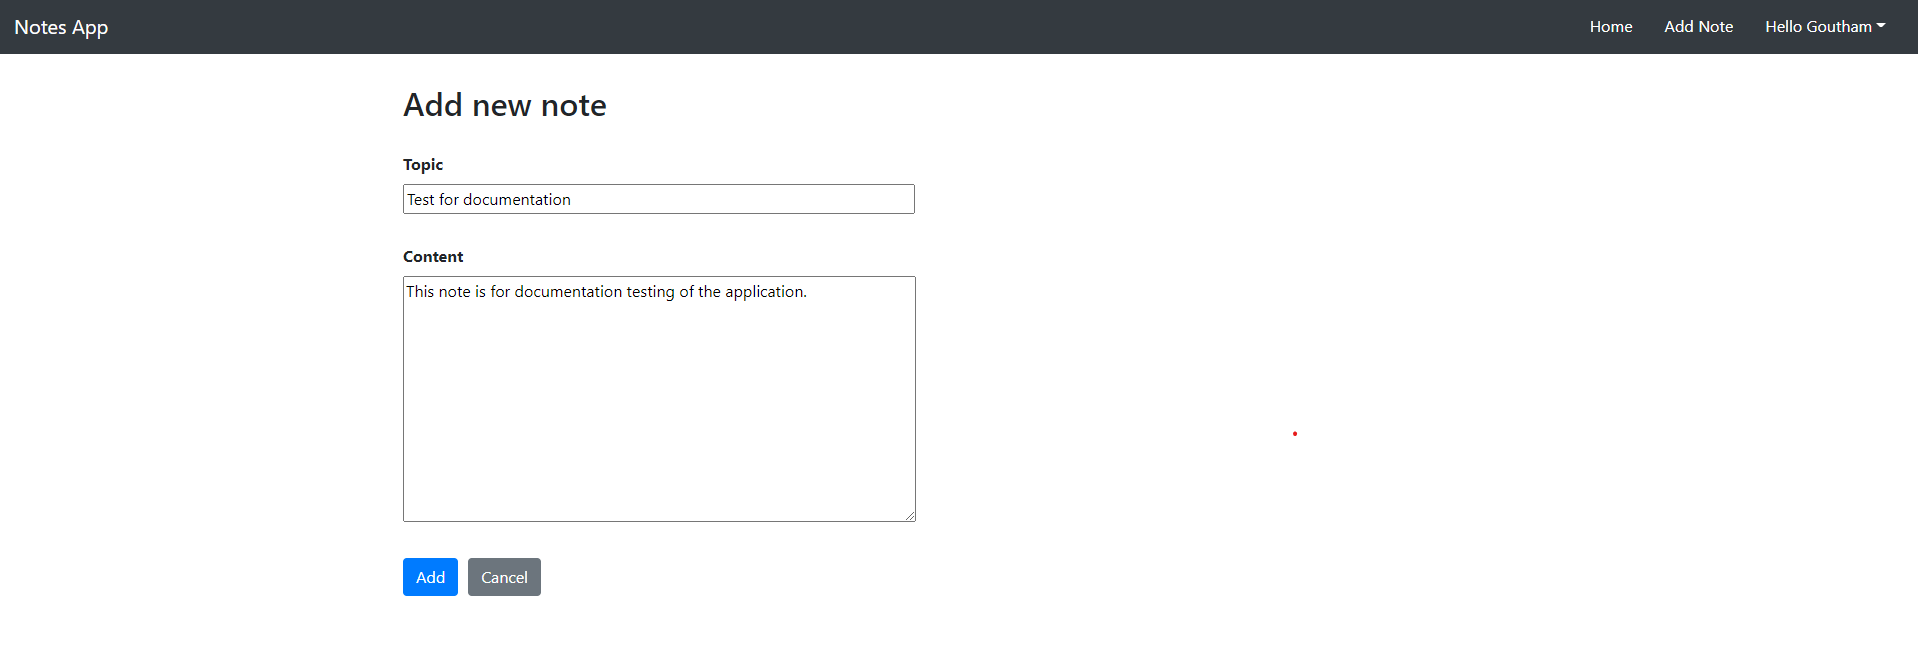 Notes App
Home
Add Note
Hello Goutham
Add new note
Topic
Test for documentation
Content
This note is for documentation testing of the application.
Add
Cancel